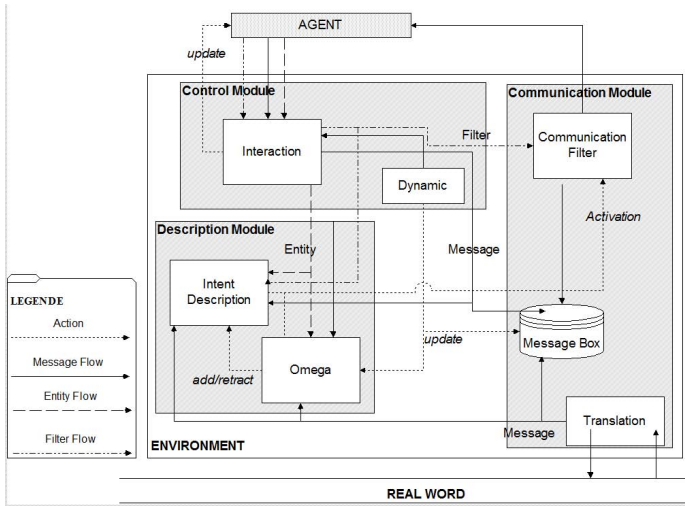 AGENT
update
Control Module
Communication Module
Interaction
Filter
Communication
Filter
Dynamic
Activation
Description Module
Entity
Message
Intent
Description
LEGENDE
Action
Message Flow
Entity Flow
Filter Flow
update
Message Box
Omega
add/retract
Translation
Message
ENVIRONMENT
REAL WORD